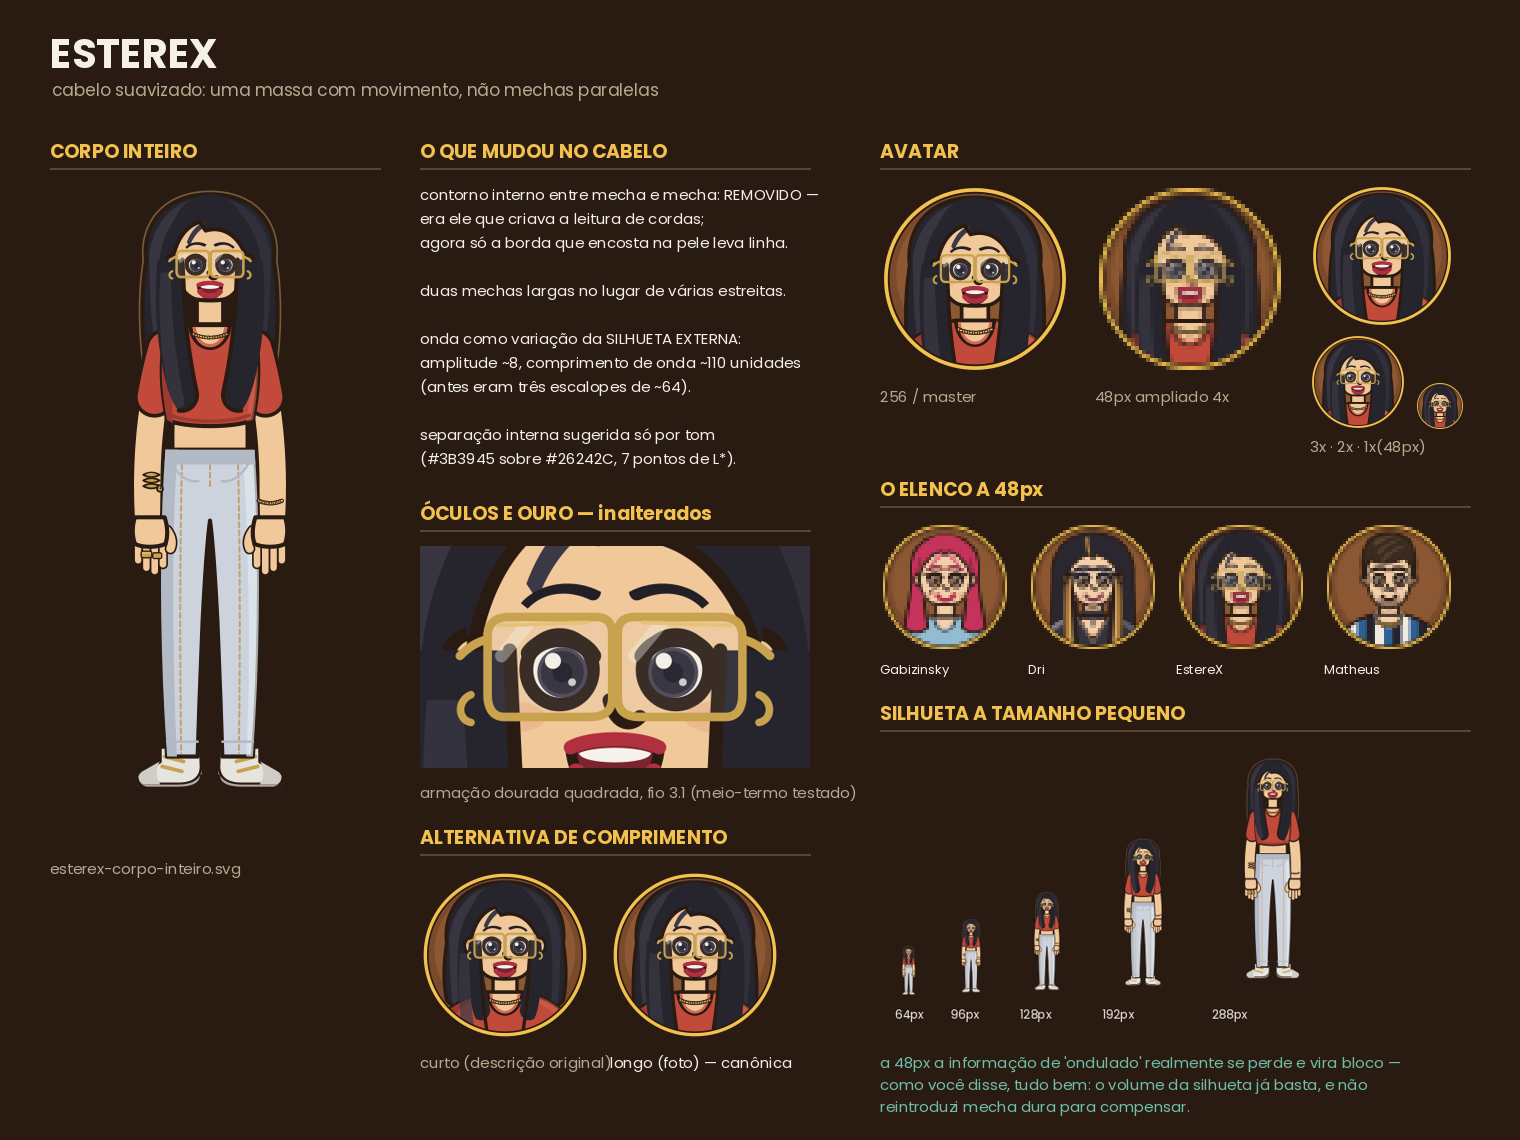 ESTEREX
cabelo suavizado: uma massa com movimento, não mechas paralelas
CORPO INTEIRO
esterex-corpo-inteiro.svg
O QUE MUDOU NO CABELO
contorno interno entre mecha e mecha: REMOVIDO —
era ele que criava a leitura de cordas;
agora só a borda que encosta na pele leva linha.
duas mechas largas no lugar de várias estreitas.
onda como variação da SILHUETA EXTERNA:
amplitude ~8, comprimento de onda ~110 unidades
(antes eram três escalopes de ~64).
separação interna sugerida só por tom
(#3B3945 sobre #26242C, 7 pontos de L*).
ÓCULOS E OURO — inalterados
armação dourada quadrada, fio 3.1 (meio-termo testado)
ALTERNATIVA DE COMPRIMENTO
curto (descrição original)
longo (foto) — canônica
AVATAR
256 / master
48px ampliado 4x
3x · 2x · 1x(48px)
O ELENCO A 48px
Gabizinsky
Dri
EstereX
Matheus
SILHUETA A TAMANHO PEQUENO
64px
96px
128px
192px
288px
a 48px a informação de 'ondulado' realmente se perde e vira bloco —
como você disse, tudo bem: o volume da silhueta já basta, e não
reintroduzi mecha dura para compensar.